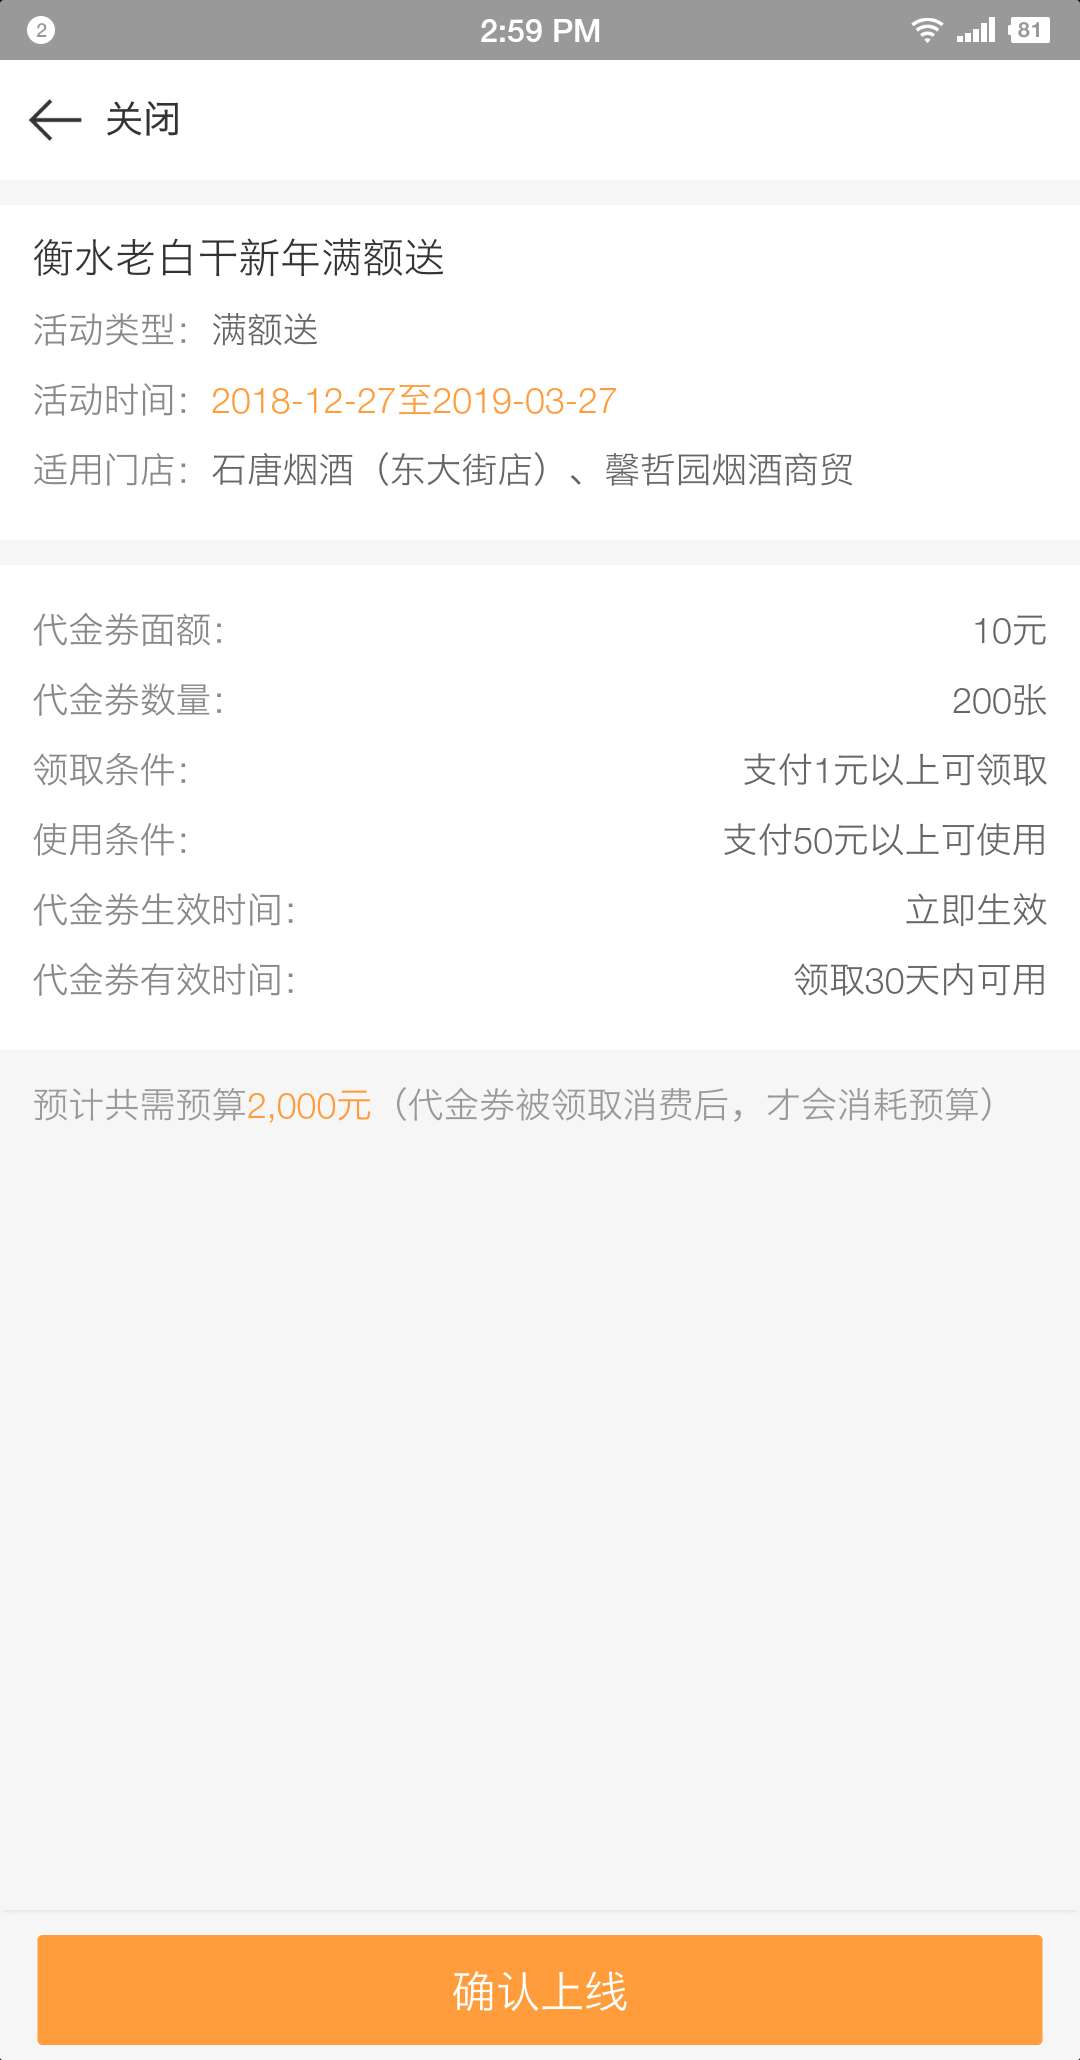 2
2:59 PM
81
关闭
衡水老白干新年满额送
活动类型：满额送
活动时间：2018-12-27至2019-03-27
适用门店：石唐烟酒（东大街店）、馨哲园烟酒商贸
代金券面额： 10元
代金券数量： 200张
领取条件： 支付1元以上可领取
使用条件： 支付50元以上可使用
代金券生效时间： 立即生效
代金券有效时间： 领取30天内可用
预计共需预算2,000元（代金券被领取消费后，才会消耗预算）
确认上线